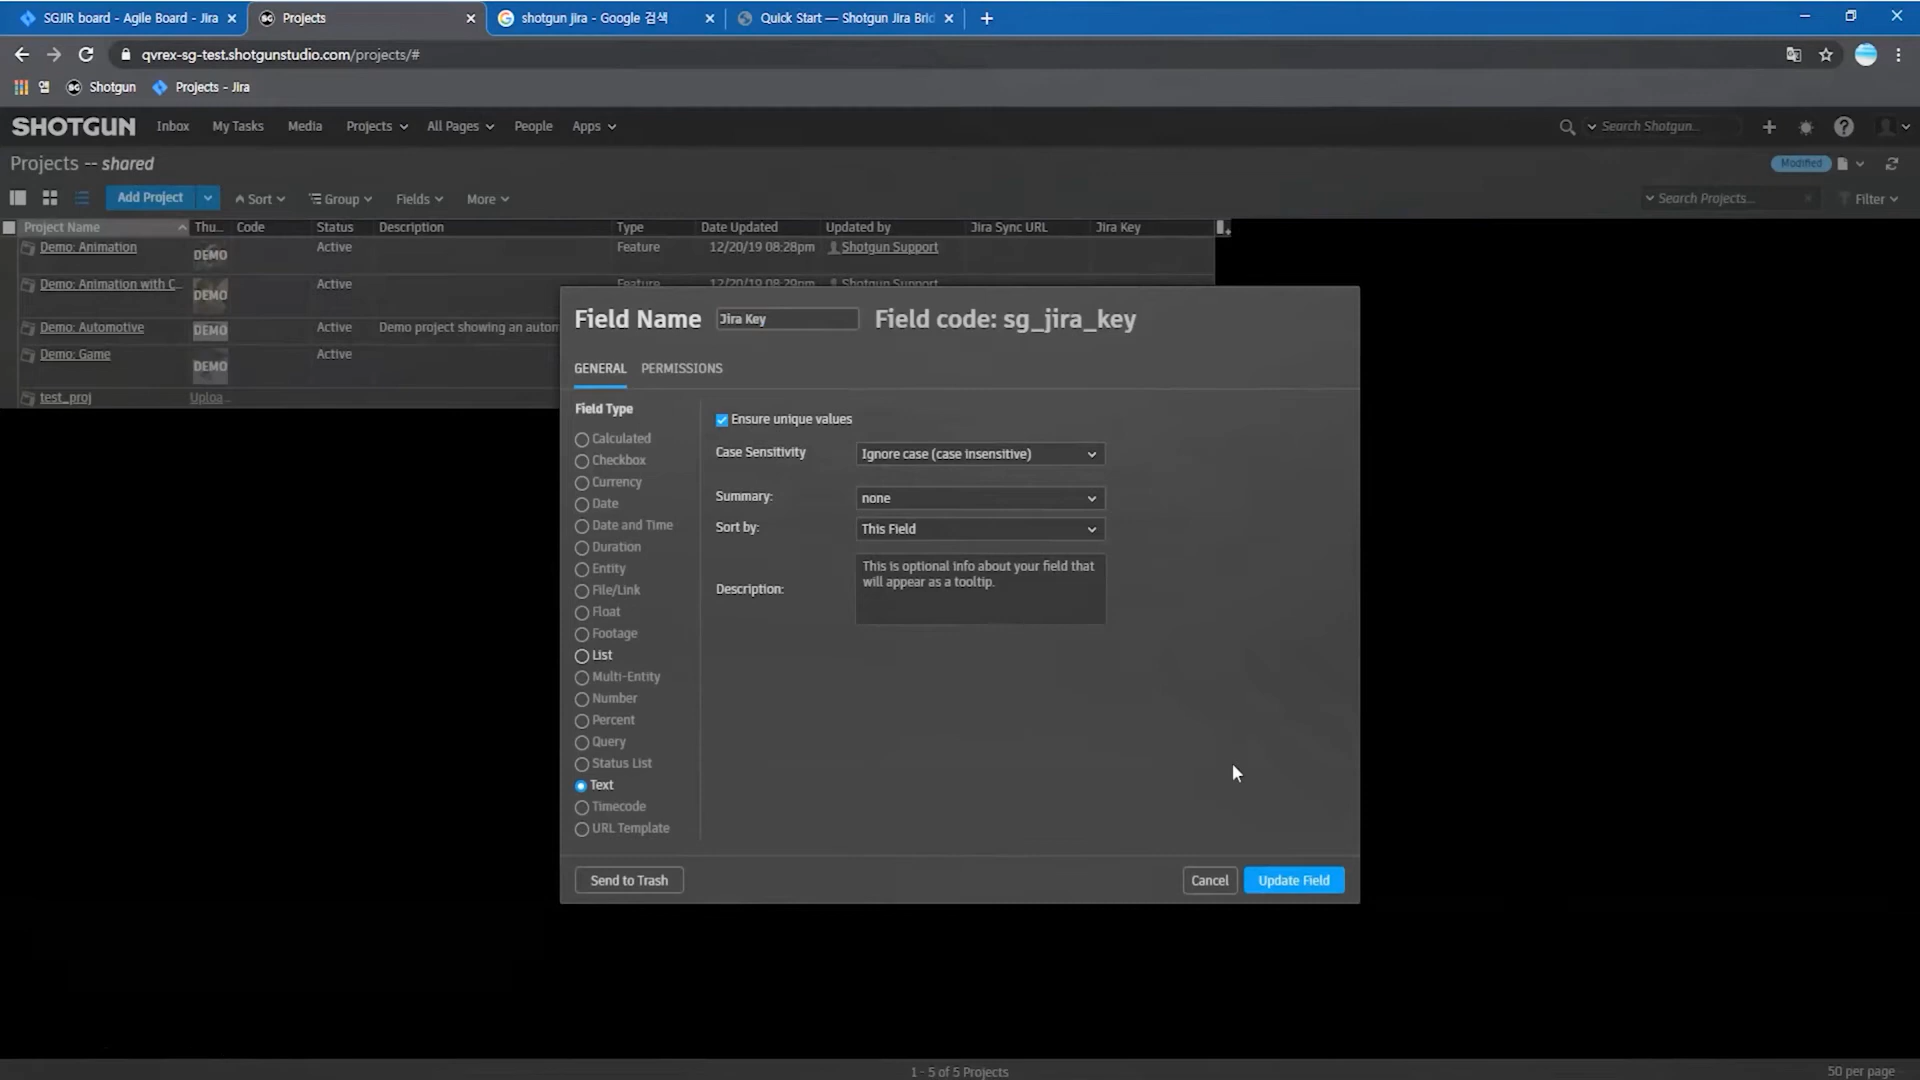 SGJIR board - Agile Board - Jira
Projects
shotgun jira - Google 검색
Quick Start — Shotgun Jira Brid
qvrex-sg-test.shotgunstudio.com/projects/#
Shotgun
Projects - Jira
SHOTGUN
Inbox
My Tasks
Media
Projects
All Pages
People
Apps
Search Shotgun...
Projects -- shared
Modified
Add Project
Sort
Group
Fields
More
Search Projects...
Filter
Project Name Thu... Code Status Description Type Date Updated Updated by Jira Sync URL Jira Key
Demo: Animation DEMO Active Feature 12/20/19 08:28pm Shotgun Support
Demo: Animation with C... DEMO Active Feature 12/20/19 08:29pm Shotgun Support
Demo: Automotive DEMO Active Demo project showing an autom
Demo: Game DEMO Active
test_proj Uploa...
Field Name Jira Key Field code: sg_jira_key
GENERAL PERMISSIONS
Field Type
Calculated
Checkbox
Currency
Date
Date and Time
Duration
Entity
File/Link
Float
Footage
List
Multi-Entity
Number
Percent
Query
Status List
Text
Timecode
URL Template
Ensure unique values
Case Sensitivity Ignore case (case insensitive)
Summary: none
Sort by: This Field
Description: This is optional info about your field that
will appear as a tooltip.
Send to Trash
Cancel
Update Field
1 - 5 of 5 Projects
50 per page